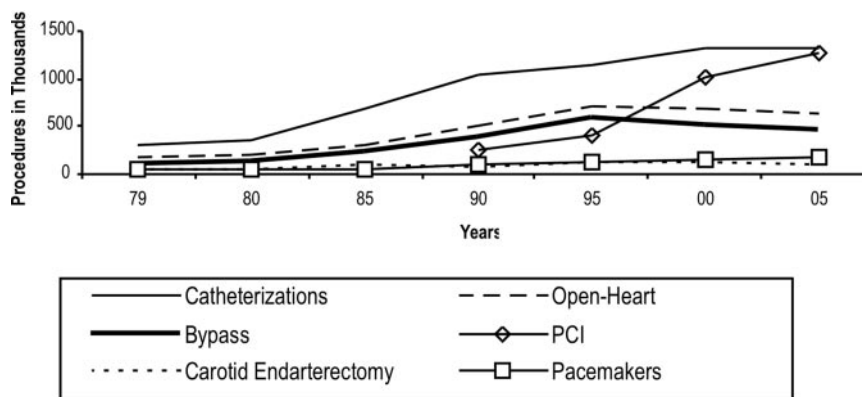 Procedures in Thousands
1500
1000
500
0
79 80 85 90 95 00 05
Years
Catheterizations Open-Heart
Bypass PCI
Carotid Endarterectomy Pacemakers